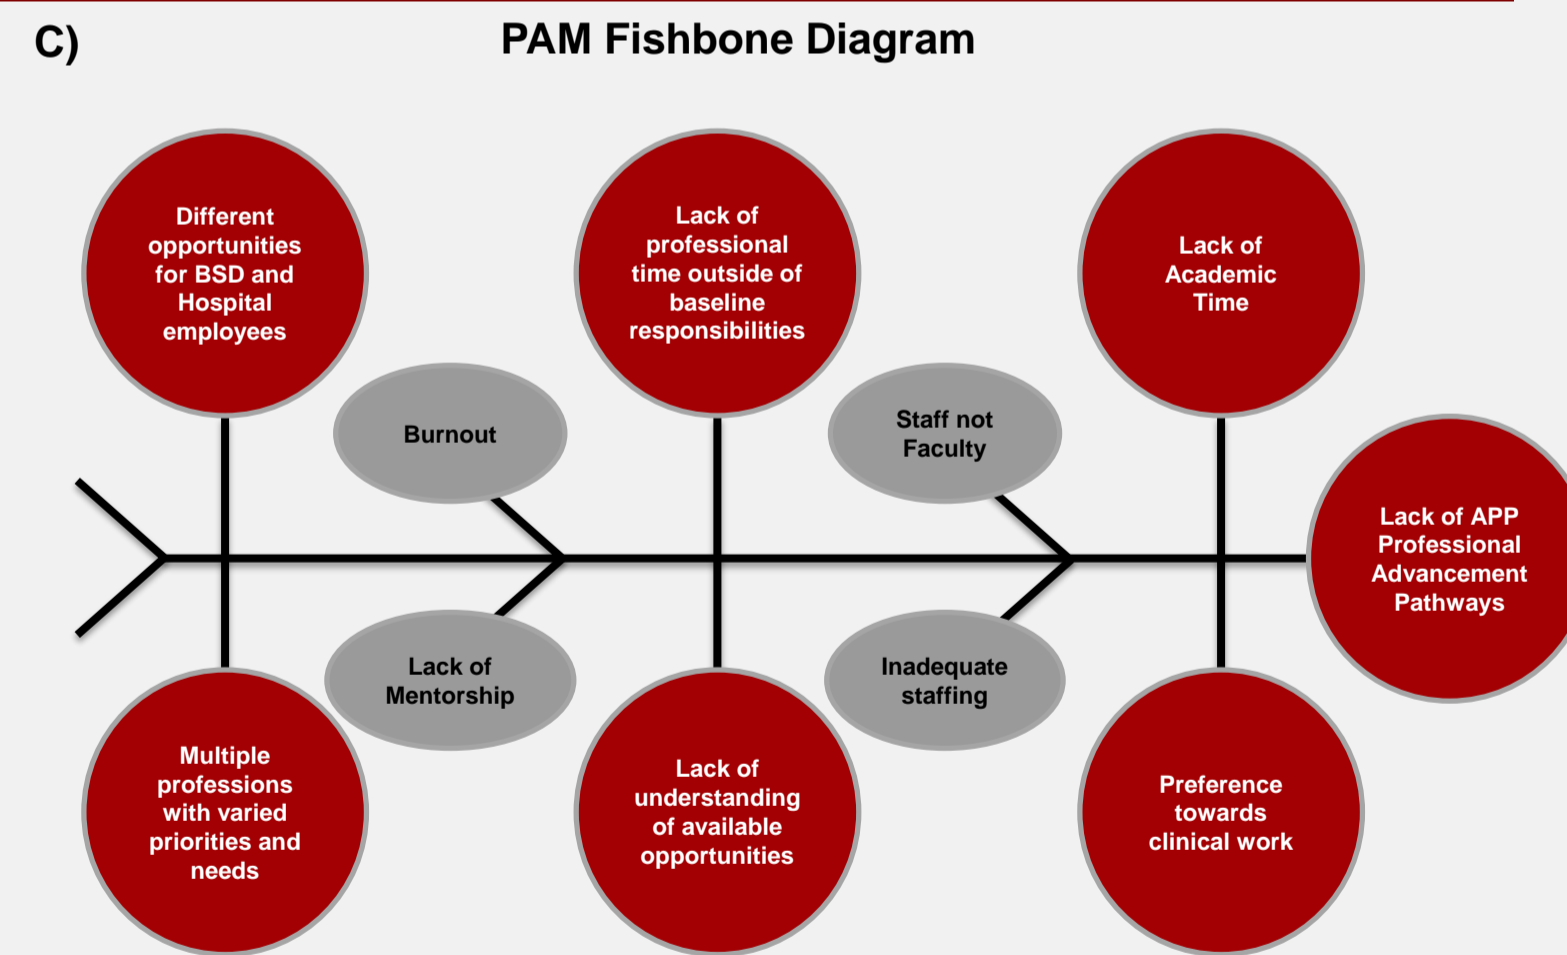 C)
PAM Fishbone Diagram
Different
opportunities
for BSD and
Hospital
employees
Lack of
professional
time outside of
baseline
responsibilities
Lack of
Academic
Time
Burnout
Staff not
Faculty
Lack of APP
Professional
Advancement
Pathways
Lack of
Mentorship
Inadequate
staffing
Multiple
professions
with varied
priorities and
needs
Lack of
understanding
of available
opportunities
Preference
towards
clinical work